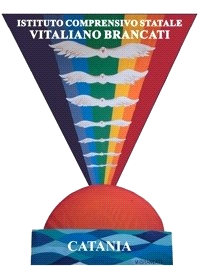 ISTITUTO COMPRENSIVO STATALE
VITALIANO BRANCATI
CATANIA